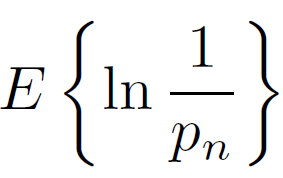 E { ln 1/p_n }